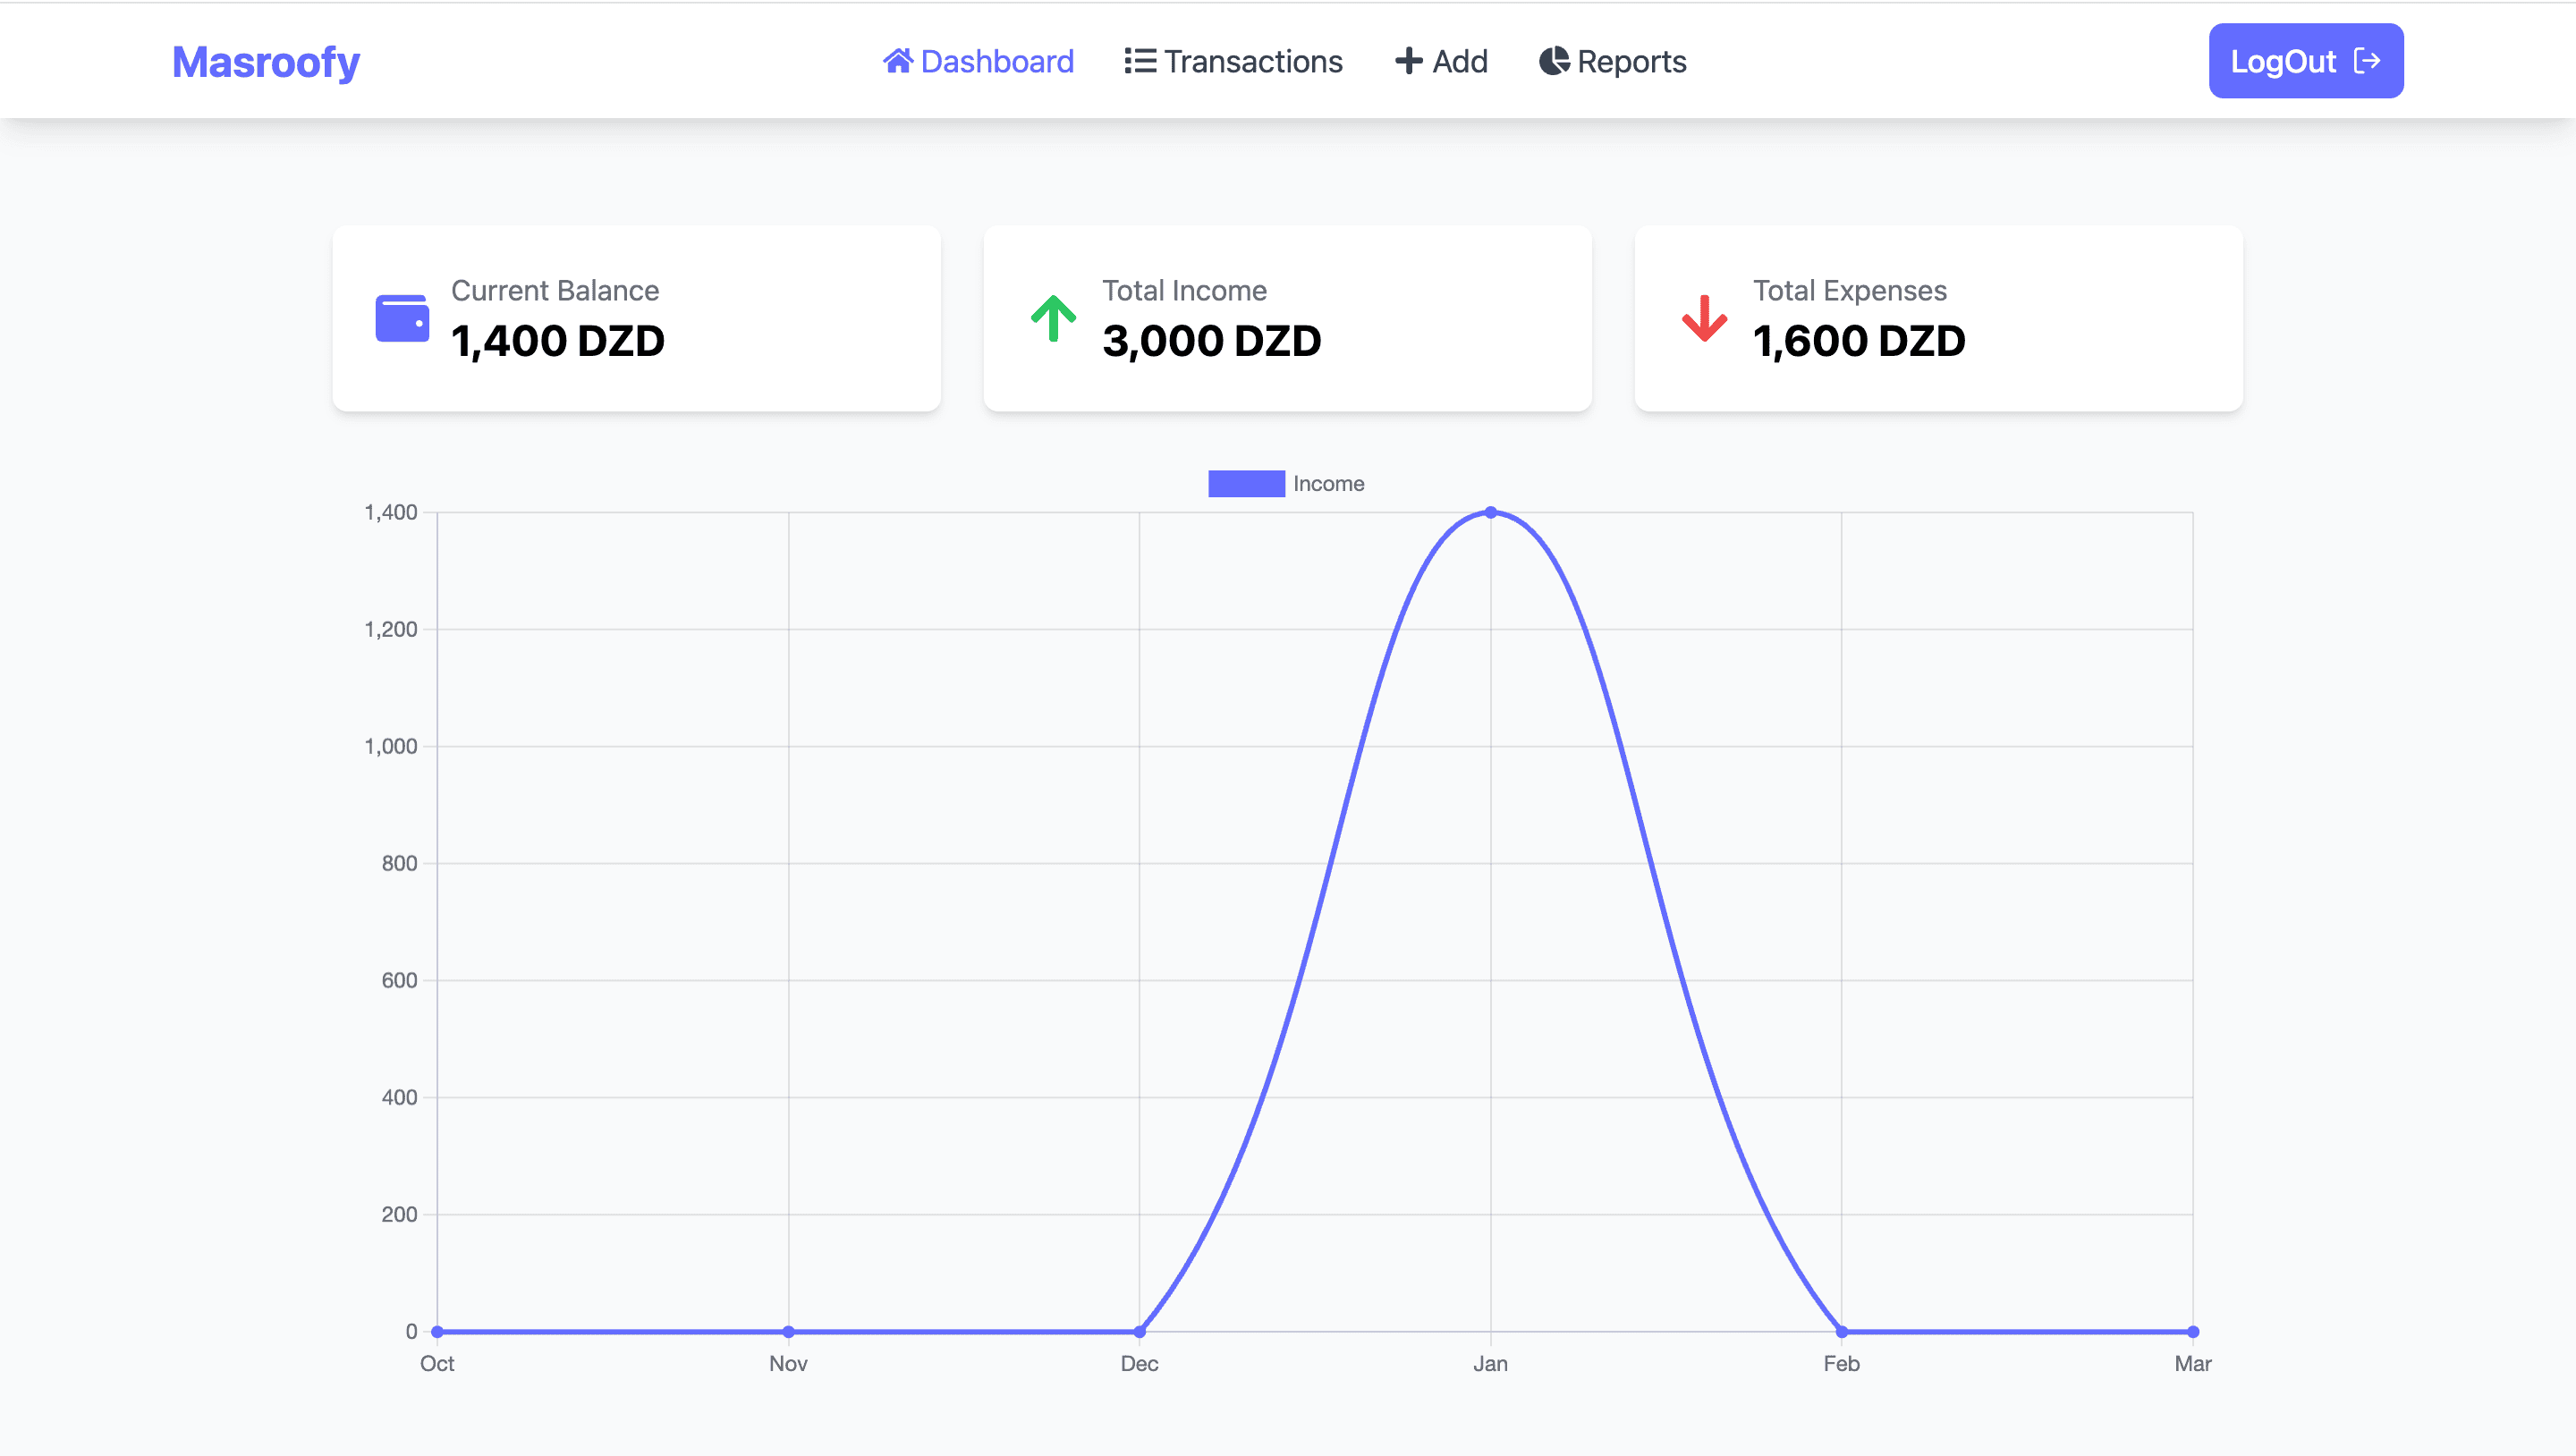 Masroofy
Dashboard
Transactions
Add
Reports
LogOut
Current Balance
1,400 DZD
Total Income
3,000 DZD
Total Expenses
1,600 DZD
Income
1,400
1,200
1,000
800
600
400
200
0
Oct Nov Dec Jan Feb Mar